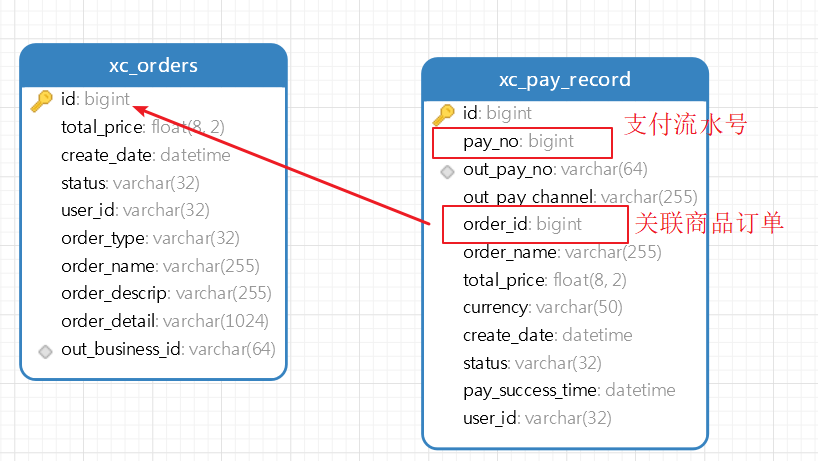 xc_orders
id: bigint
total_price: float(8, 2)
create_date: datetime
status: varchar(32)
user_id: varchar(32)
order_type: varchar(32)
order_name: varchar(255)
order_descrip: varchar(255)
order_detail: varchar(1024)
out_business_id: varchar(64)
xc_pay_record
id: bigint
pay_no: bigint
支付流水号
out_pay_no: varchar(64)
out_pay_channel: varchar(255)
order_id: bigint
关联商品订单
order_name: varchar(255)
total_price: float(8, 2)
currency: varchar(50)
create_date: datetime
status: varchar(32)
pay_success_time: datetime
user_id: varchar(32)